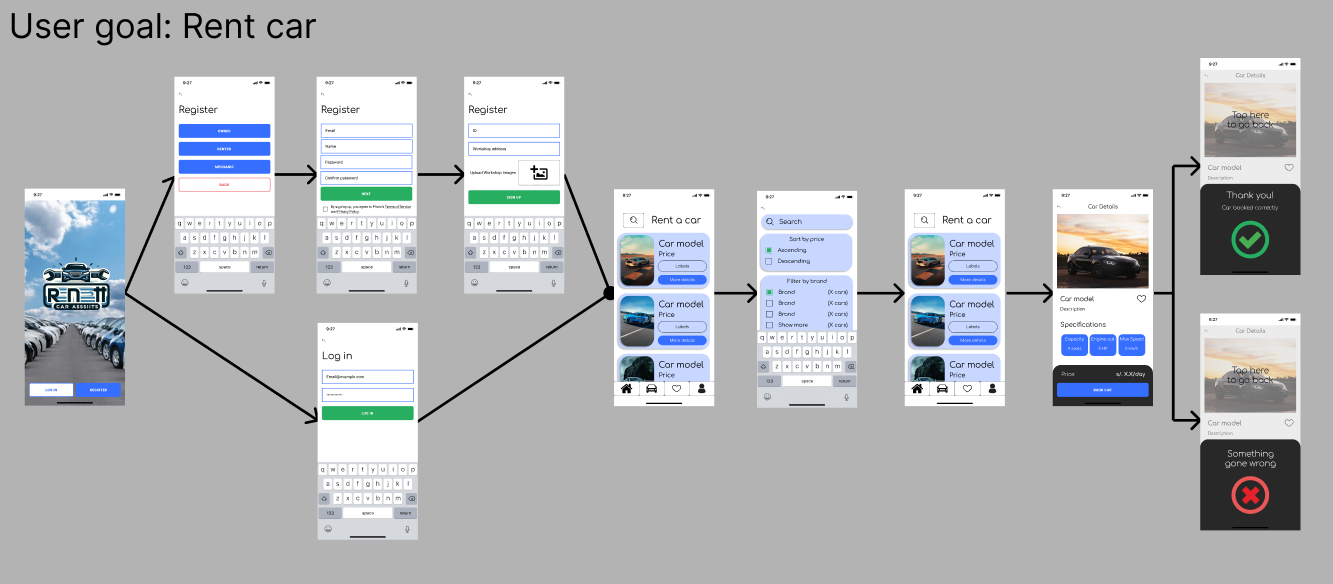 User goal: Rent car
9:27
CAR ASSISTS
LOG IN
REGISTER
9:27
Register
OWNER
RENTER
MECHANIC
BACK
q w e r t y u i o p
a s d f g h j k l
z x c v b n m
123 space return
9:27
Register
Email
Name
Password
Confirm password
NEXT
By signing up, you agree to Photo's Terms of Service
and Privacy Policy.
q w e r t y u i o p
a s d f g h j k l
z x c v b n m
123 space return
9:27
Register
ID
Workshop address
Upload Workshop Images
SIGN UP
q w e r t y u i o p
a s d f g h j k l
z x c v b n m
123 space return
9:27
Log in
Email@example.com
LOG IN
q w e r t y u i o p
a s d f g h j k l
z x c v b n m
123 space return
9:27
Rent a car
Car model
Price
Labels
More details
Car model
Price
Labels
More details
Car model
Price
9:27
Search
Sort by price
Ascending
Descending
Filter by brand
Brand (X cars)
Brand (X cars)
Brand (X cars)
Show more (X cars)
q w e r t y u i o p
a s d f g h j k l
z x c v b n m
123 space return
9:27
Rent a car
Car model
Price
Labels
More details
Car model
Price
Labels
More details
Car model
Price
9:27
Car Details
Car model
Description
Specifications
Capacity Engine out Max Speed
Price s/. X.X/day
BOOK CAR
9:27
Car Details
Tap here
to go back
Car model
Description
Thank you!
Car booked correctly
9:27
Car Details
Tap here
to go back
Car model
Description
Something
gone wrong